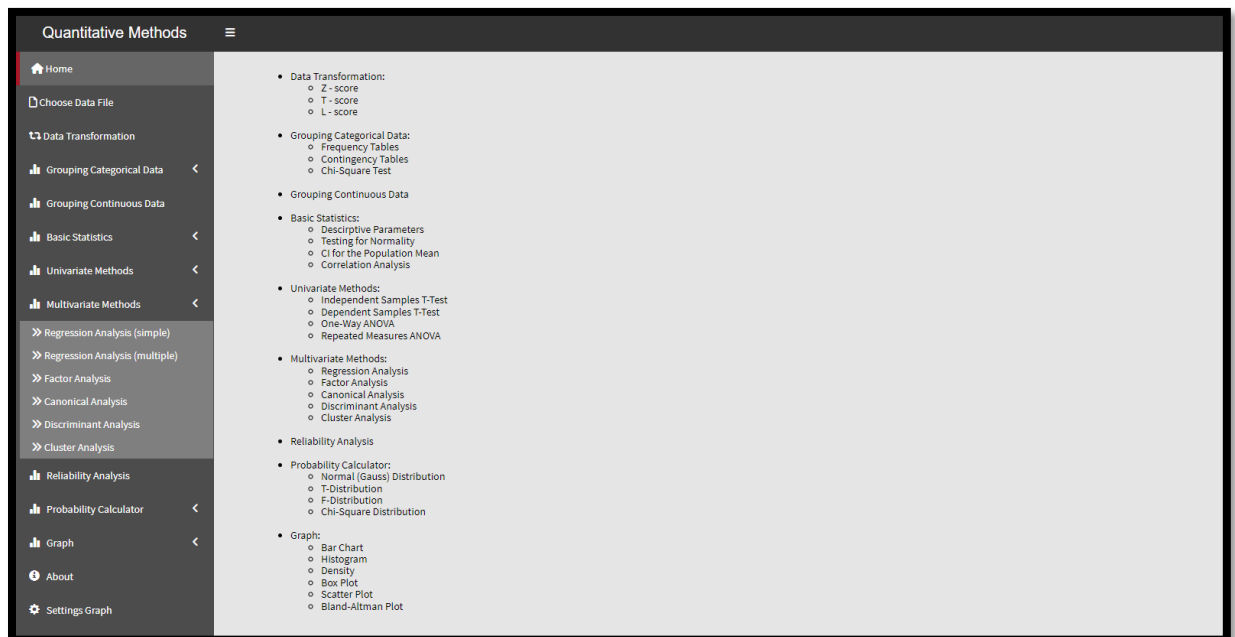 Quantitative Methods
Home
Choose Data File
Data Transformation
Grouping Categorical Data
Grouping Continuous Data
Basic Statistics
Univariate Methods
Multivariate Methods
Regression Analysis (simple)
Regression Analysis (multiple)
Factor Analysis
Canonical Analysis
Discriminant Analysis
Cluster Analysis
Reliability Analysis
Probability Calculator
Graph
About
Settings Graph
Data Transformation:
Z - score
T - score
L - score
Grouping Categorical Data:
Frequency Tables
Contingency Tables
Chi-Square Test
Grouping Continuous Data
Basic Statistics:
Descirptive Parameters
Testing for Normality
CI for the Population Mean
Correlation Analysis
Univariate Methods:
Independent Samples T-Test
Dependent Samples T-Test
One-Way ANOVA
Repeated Measures ANOVA
Multivariate Methods:
Regression Analysis
Factor Analysis
Canonical Analysis
Discriminant Analysis
Cluster Analysis
Reliability Analysis
Probability Calculator:
Normal (Gauss) Distribution
T-Distribution
F-Distribution
Chi-Square Distribution
Graph:
Bar Chart
Histogram
Density
Box Plot
Scatter Plot
Bland-Altman Plot